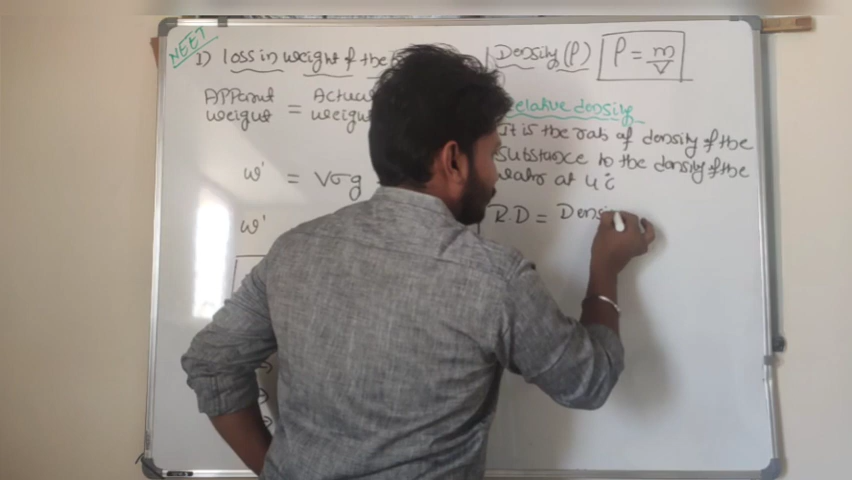 NEET
1) Loss in weight of the
Apparent Actual
weight = weight
w' = Vσg
w'
Density (ρ) ρ = m/V
Relative density
It is the ratio of density of the
substance to the density of the
water at 4°c
R.D = Densi